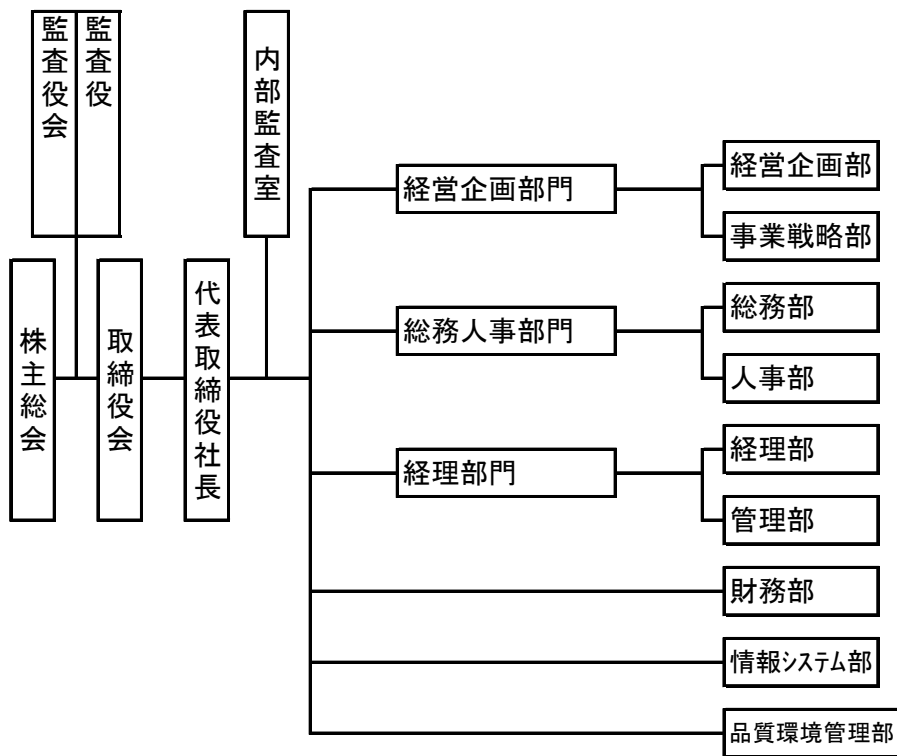 監査役会
監査役
内部監査室
株主総会
取締役会
代表取締役社長
経営企画部門
経営企画部
事業戦略部
総務人事部門
総務部
人事部
経理部門
経理部
管理部
財務部
情報システム部
品質環境管理部